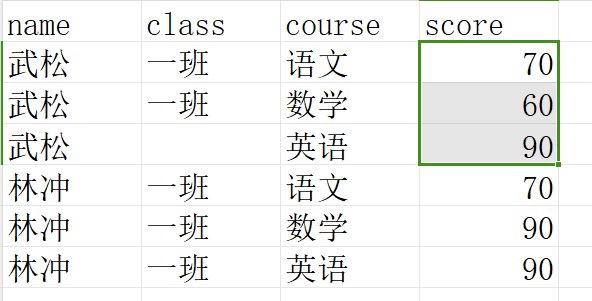 name class course score
武松 一班 语文 70
武松 一班 数学 60
武松 英语 90
林冲 一班 语文 70
林冲 一班 数学 90
林冲 一班 英语 90